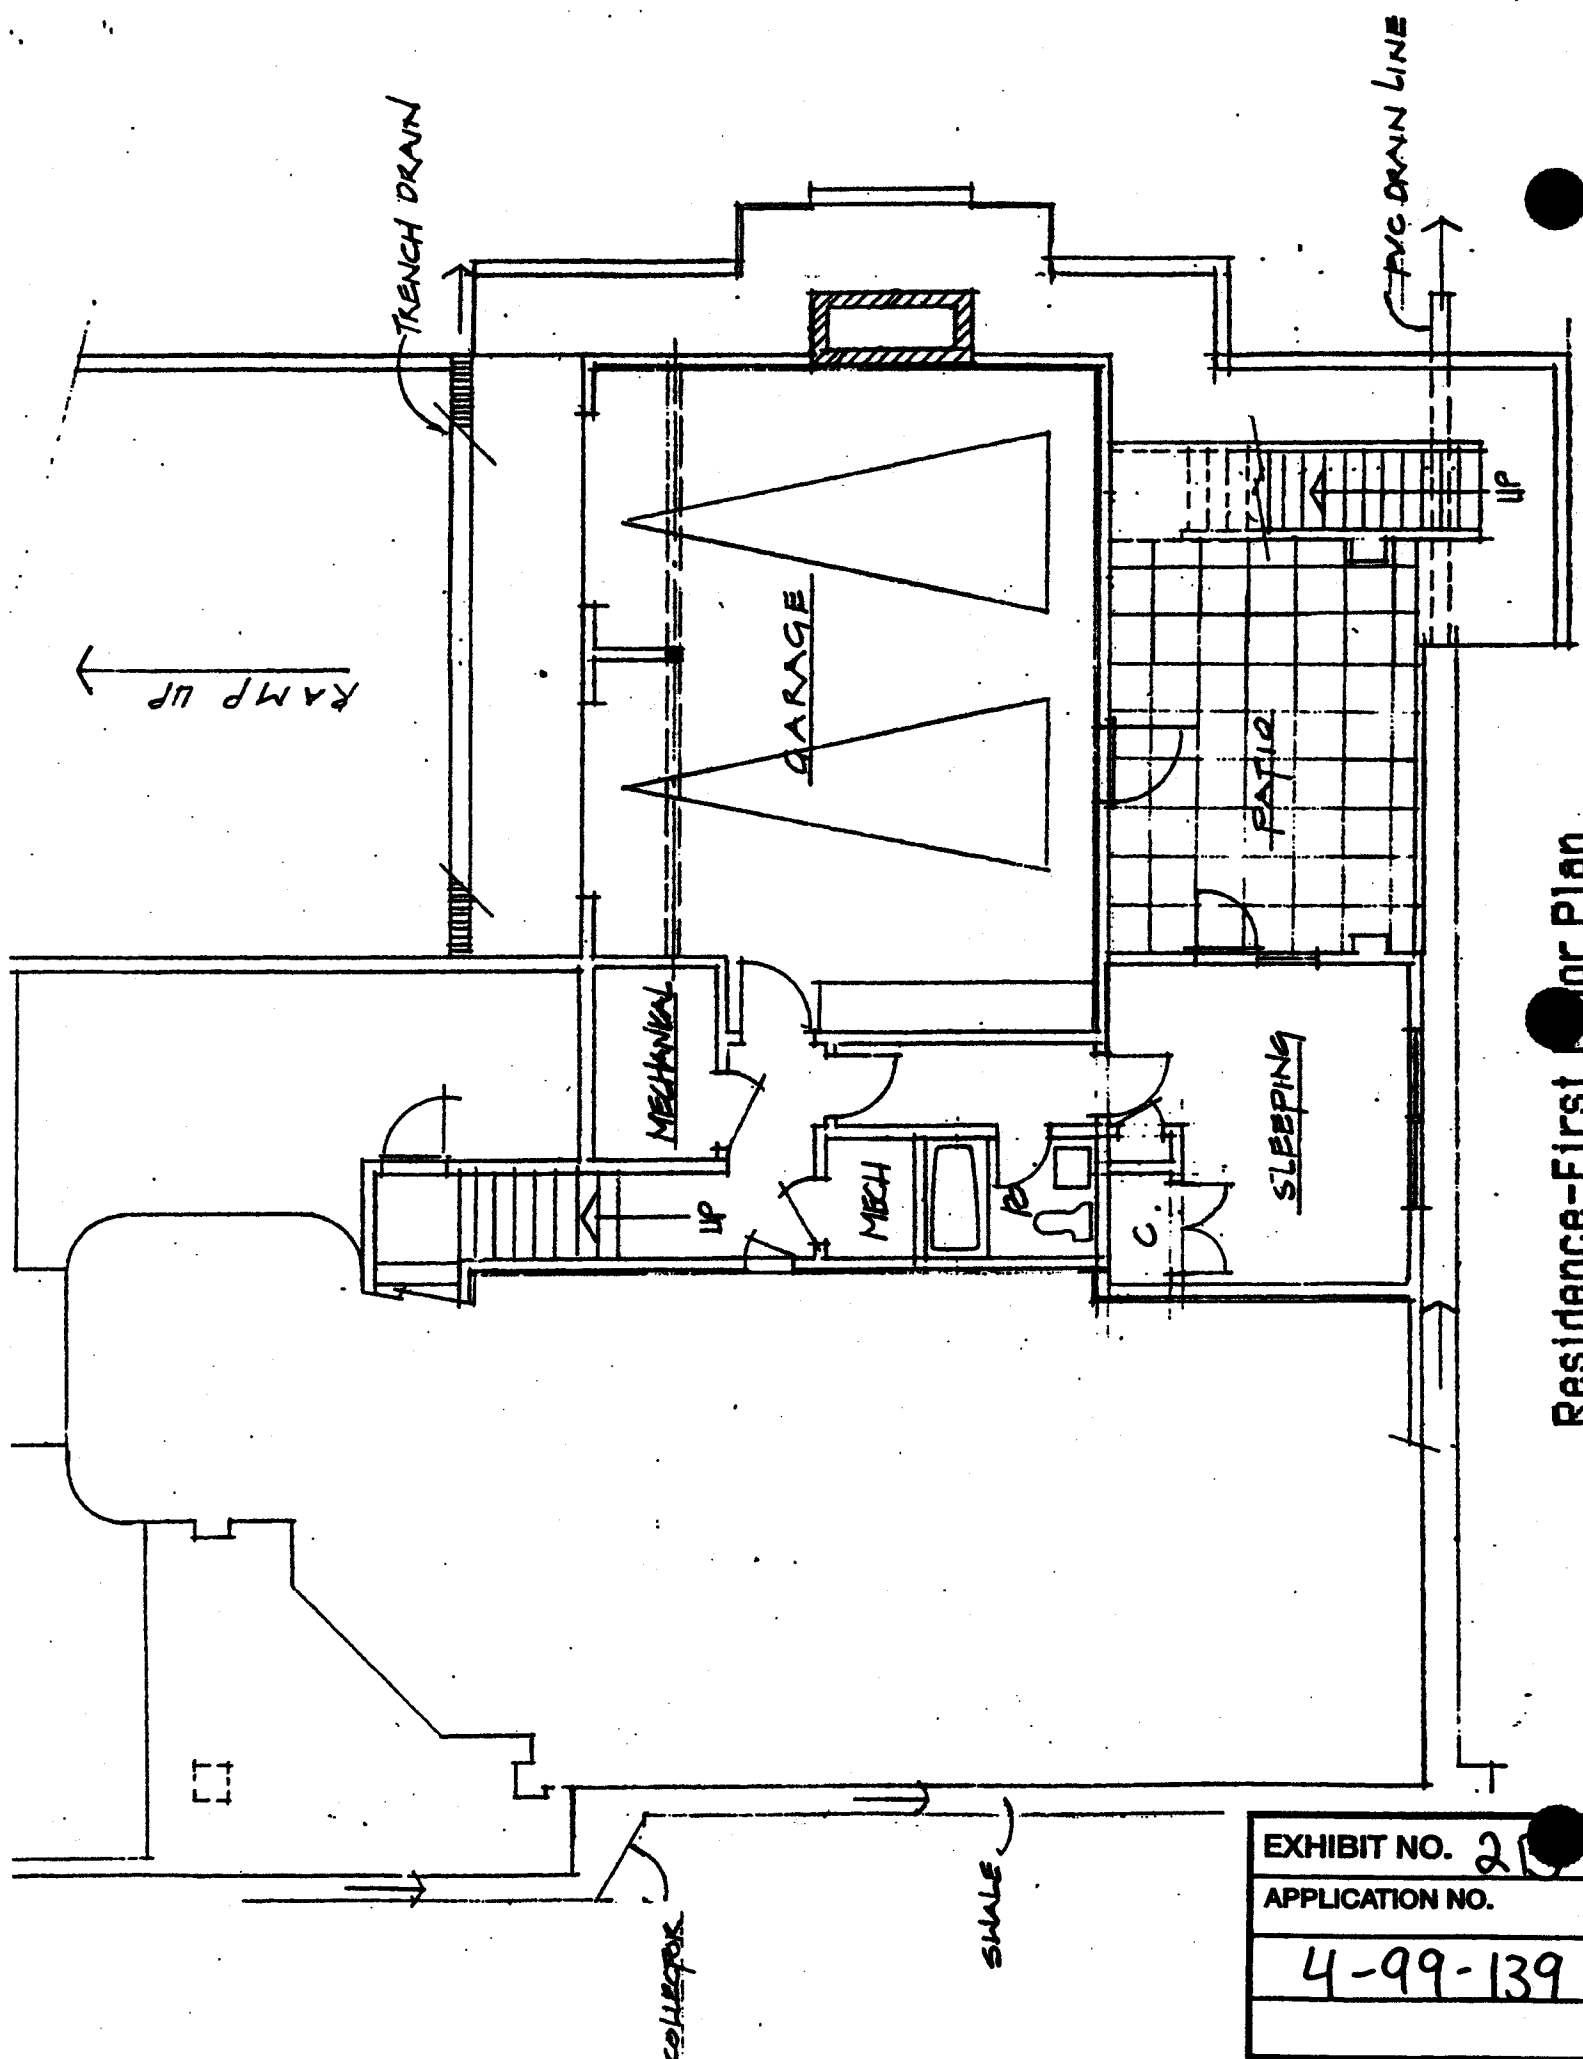 TRENCH DRAIN
PVC DRAIN LINE
RAMP UP
GARAGE
UP
PATIO
MECHANICAL
SLEEPING
UP
MECH
C.
COLLECTOR
SWALE
Residence-First Plan
EXHIBIT NO.
APPLICATION NO.
4-99-139